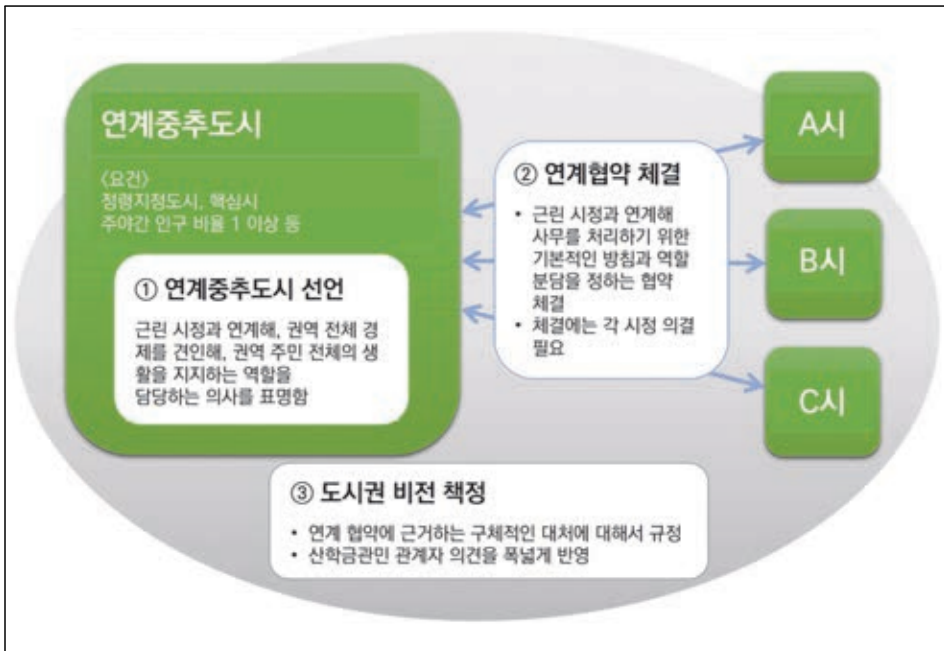 연계중추도시
<요건>
정령지정도시, 핵심시
주야간 인구 비율 1 이상 등
① 연계중추도시 선언
근린 시정과 연계해, 권역 전체 경
제를 견인해, 권역 주민 전체의 생
활을 지지하는 역할을
담당하는 의사를 표명함
② 연계협약 체결
• 근린 시정과 연계해
사무를 처리하기 위한
기본적인 방침과 역할
분담을 정하는 협약
체결
• 체결에는 각 시정 의결
필요
A시
B시
C시
③ 도시권 비전 책정
• 연계 협약에 근거하는 구체적인 대처에 대해서 규정
• 산학금관민 관계자 의견을 폭넓게 반영